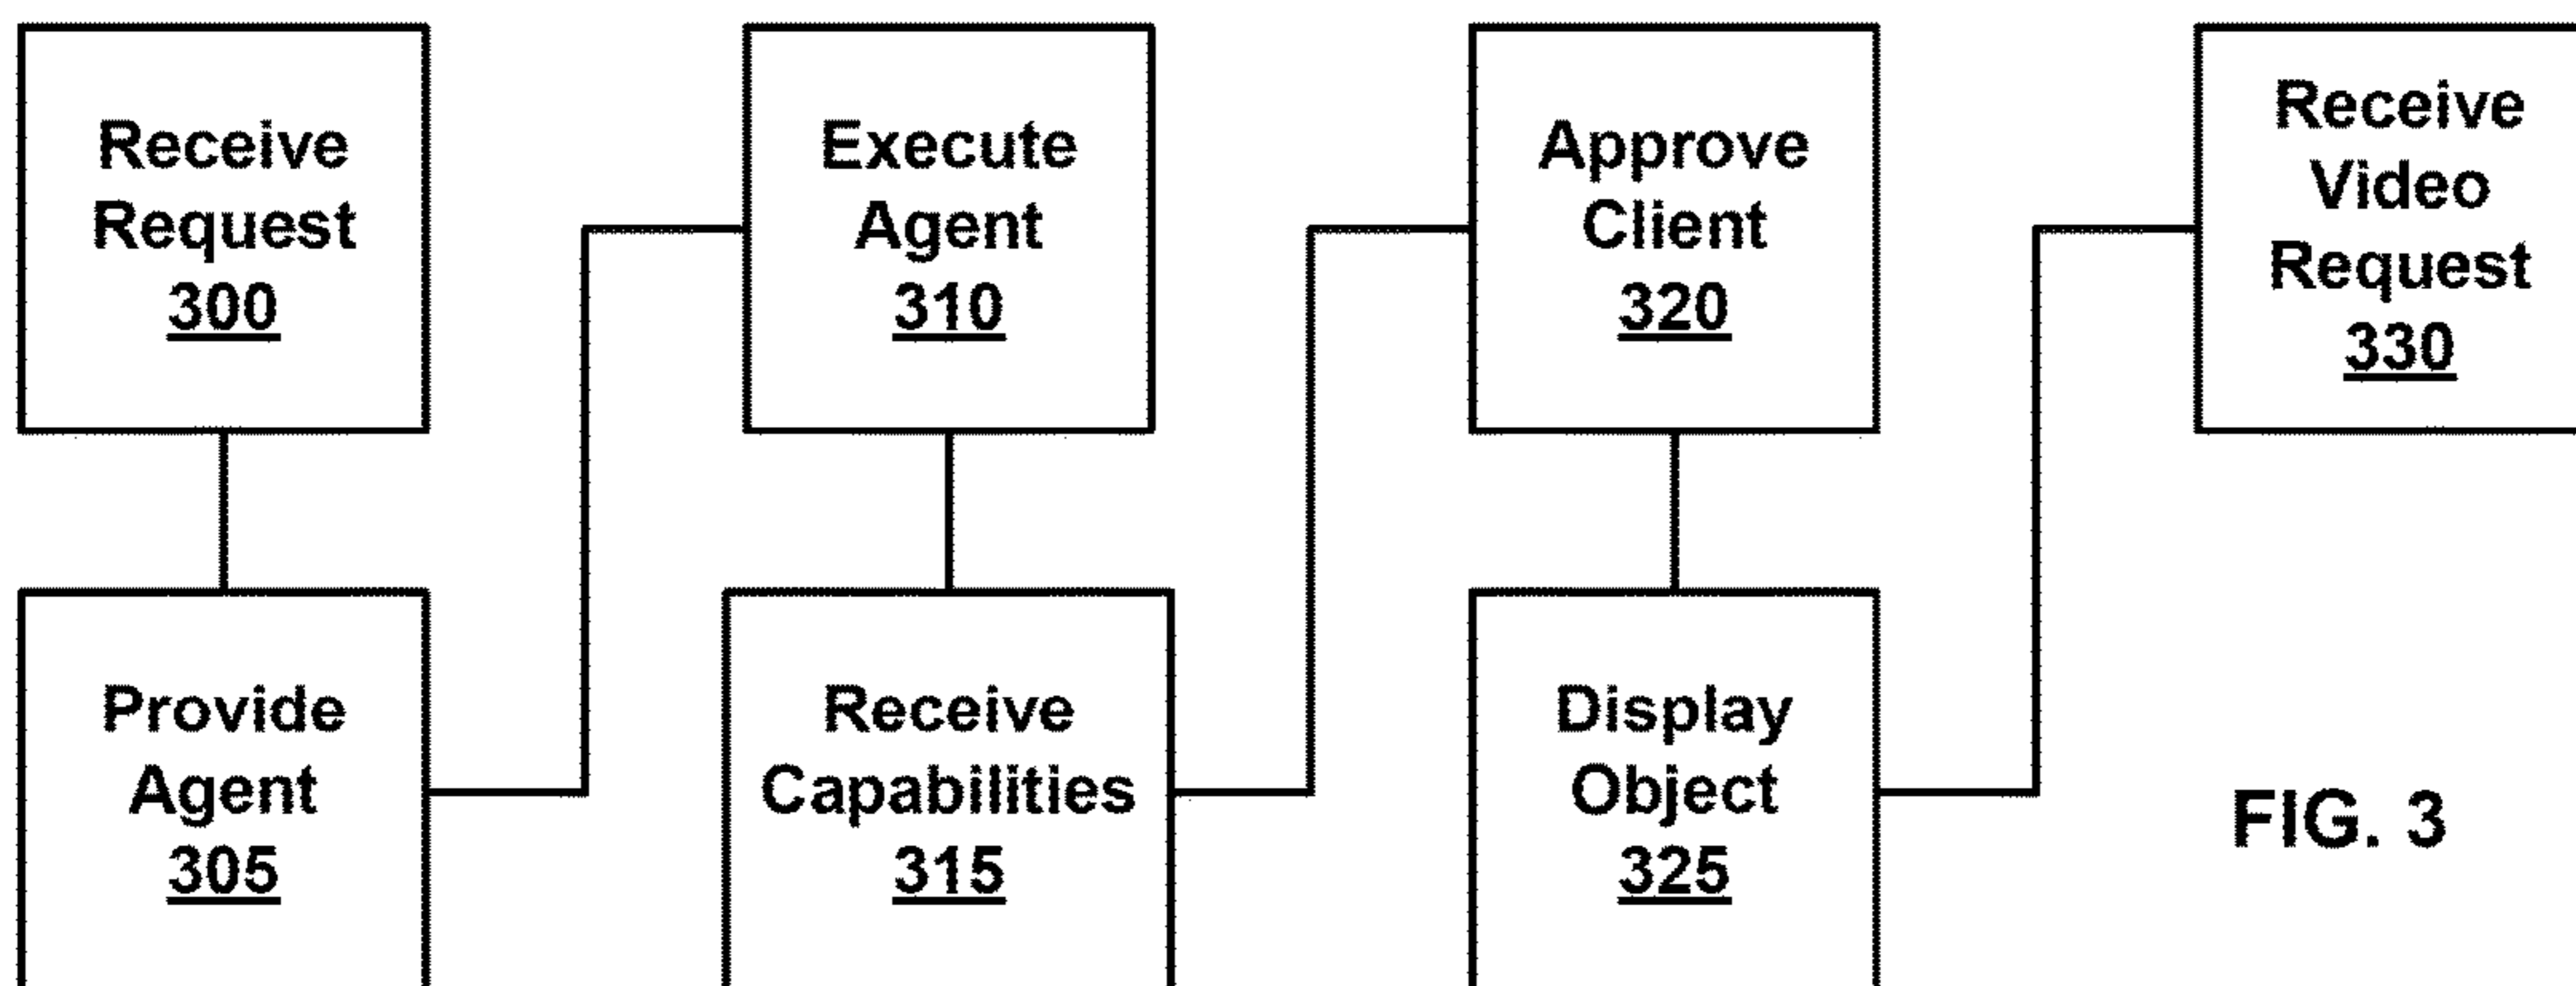 Receive
Request
300
Provide
Agent
305
Execute
Agent
310
Receive
Capabilities
315
Approve
Client
320
Display
Object
325
Receive
Video
Request
330
FIG. 3